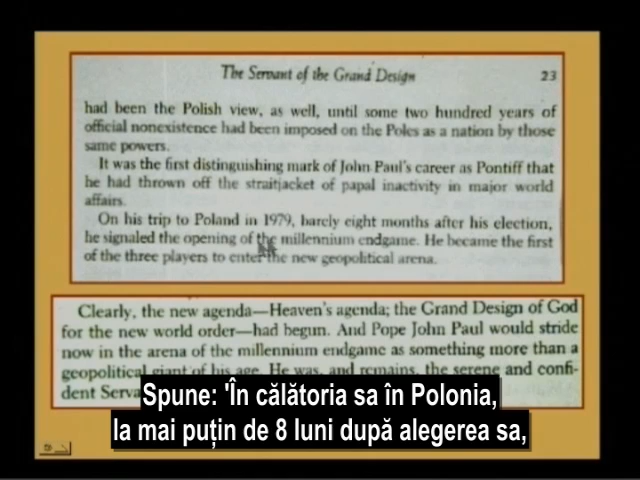 The Servant of the Grand Design 23
had been the Polish view, as well, until some two hundred years of
official nonexistence had been imposed on the Poles as a nation by those
same powers.
It was the first distinguishing mark of John Paul's career as Pontiff that
he had thrown off the straitjacket of papal inactivity in major world
affairs.
On his trip to Poland in 1979, barely eight months after his election,
he signaled the opening of the millennium endgame. He became the first
of the three players to enter the new geopolitical arena.
Clearly, the new agenda—Heaven's agenda; the Grand Design of God
for the new world order—had begun. And Pope John Paul would stride
now in the arena of the millennium endgame as something more than a
geopolitical giant of his age. He was, and remains, the serene and confi-
dent Serva
Spune: 'În călătoria sa în Polonia,
la mai puțin de 8 luni după alegerea sa,